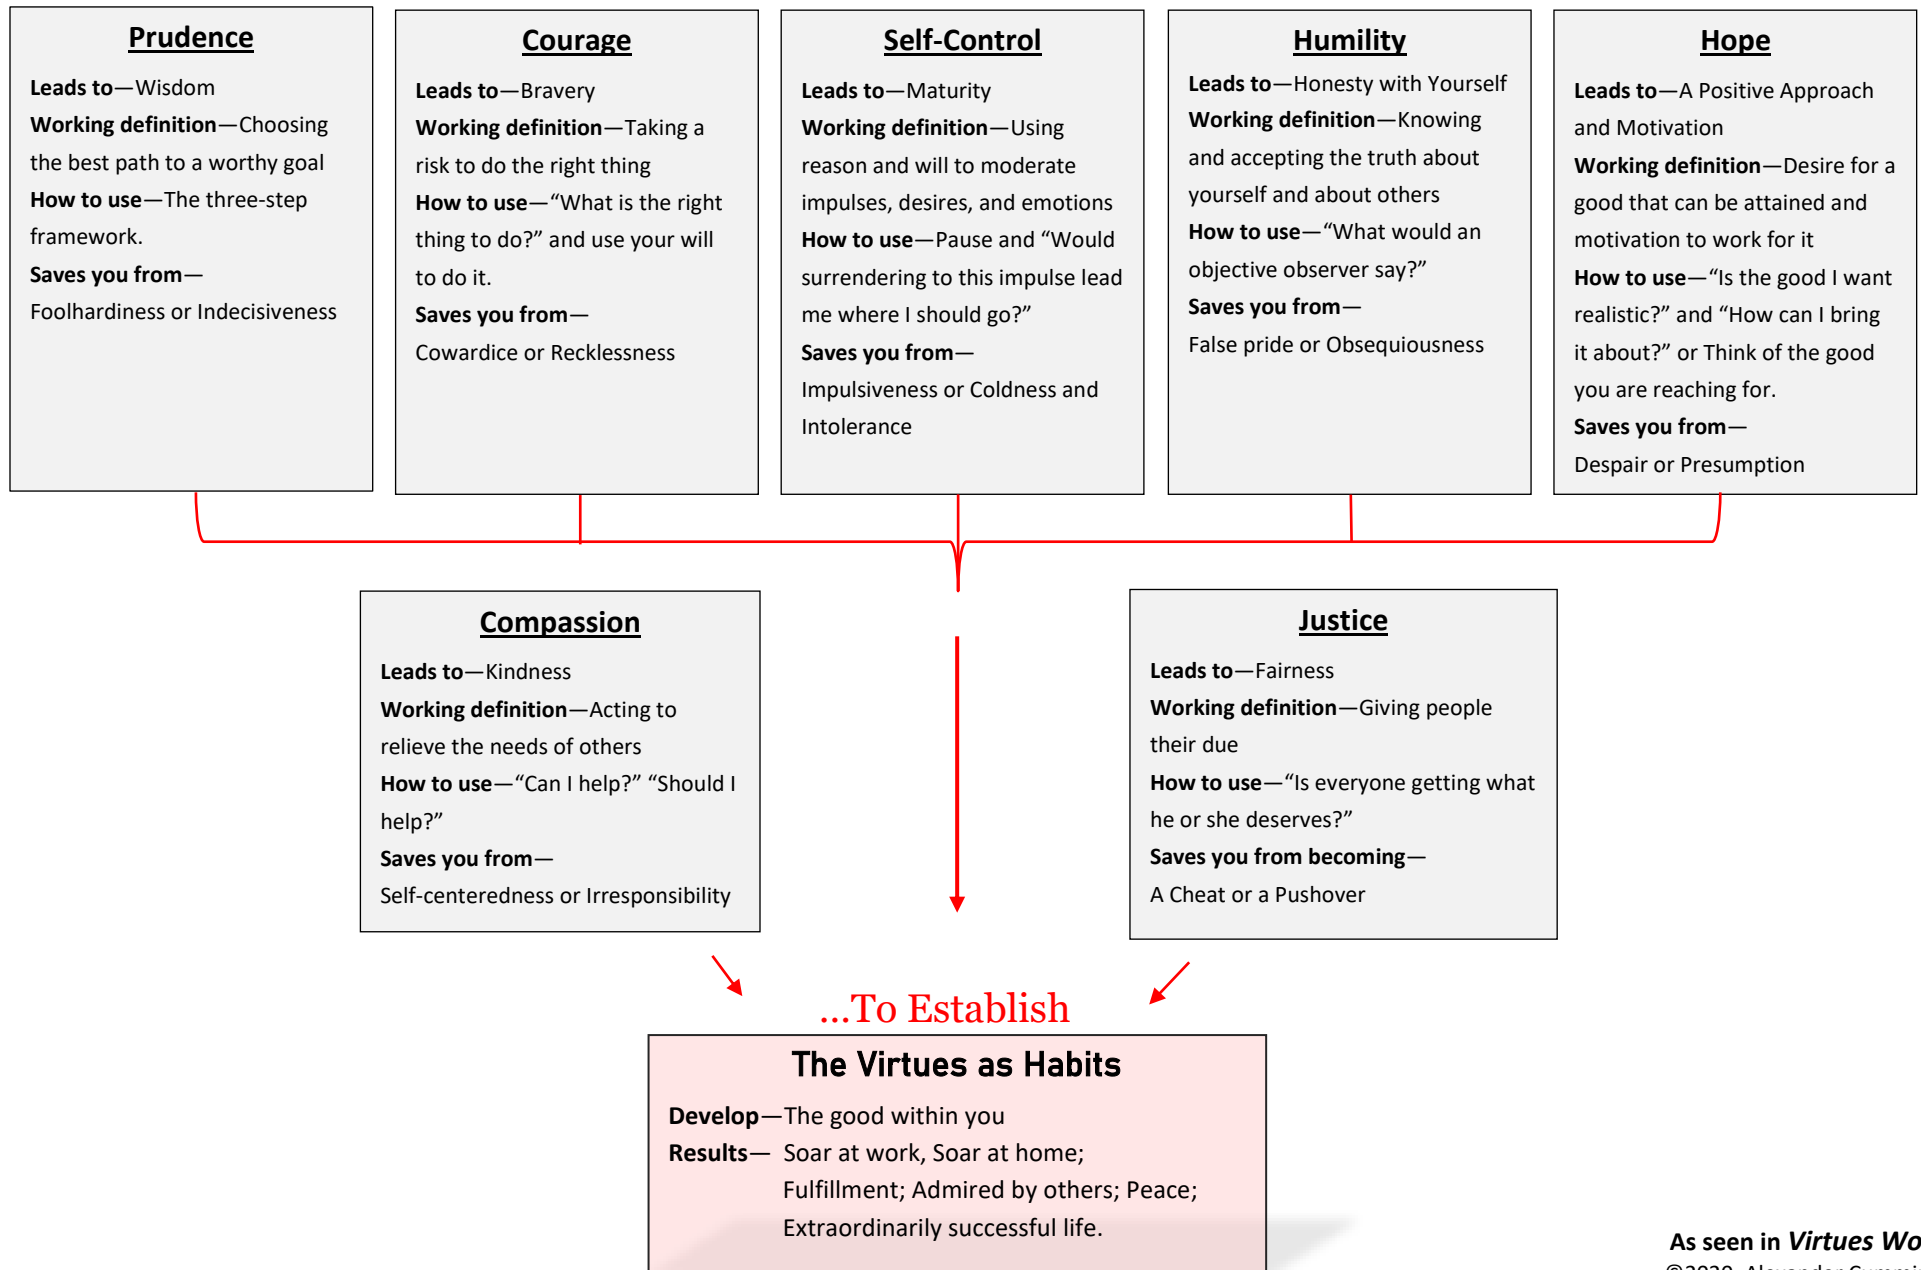 Prudence
Leads to—Wisdom
Working definition—Choosing
the best path to a worthy goal
How to use—The three-step
framework.
Saves you from—
Foolhardiness or Indecisiveness
Courage
Leads to—Bravery
Working definition—Taking a
risk to do the right thing
How to use—“What is the right
thing to do?” and use your will
to do it.
Saves you from—
Cowardice or Recklessness
Self-Control
Leads to—Maturity
Working definition—Using
reason and will to moderate
impulses, desires, and emotions
How to use—Pause and “Would
surrendering to this impulse lead
me where I should go?”
Saves you from—
Impulsiveness or Coldness and
Intolerance
Humility
Leads to—Honesty with Yourself
Working definition—Knowing
and accepting the truth about
yourself and about others
How to use—“What would an
objective observer say?”
Saves you from—
False pride or Obsequiousness
Hope
Leads to—A Positive Approach
and Motivation
Working definition—Desire for a
good that can be attained and
motivation to work for it
How to use—“Is the good I want
realistic?” and “How can I bring
it about?” or Think of the good
you are reaching for.
Saves you from—
Despair or Presumption
Compassion
Leads to—Kindness
Working definition—Acting to
relieve the needs of others
How to use—“Can I help?” “Should I
help?”
Saves you from—
Self-centeredness or Irresponsibility
Justice
Leads to—Fairness
Working definition—Giving people
their due
How to use—“Is everyone getting what
he or she deserves?”
Saves you from becoming—
A Cheat or a Pushover
...To Establish
The Virtues as Habits
Develop—The good within you
Results— Soar at work, Soar at home;
Fulfillment; Admired by others; Peace;
Extraordinarily successful life.
As seen in Virtues Wo
©2020, Alexander